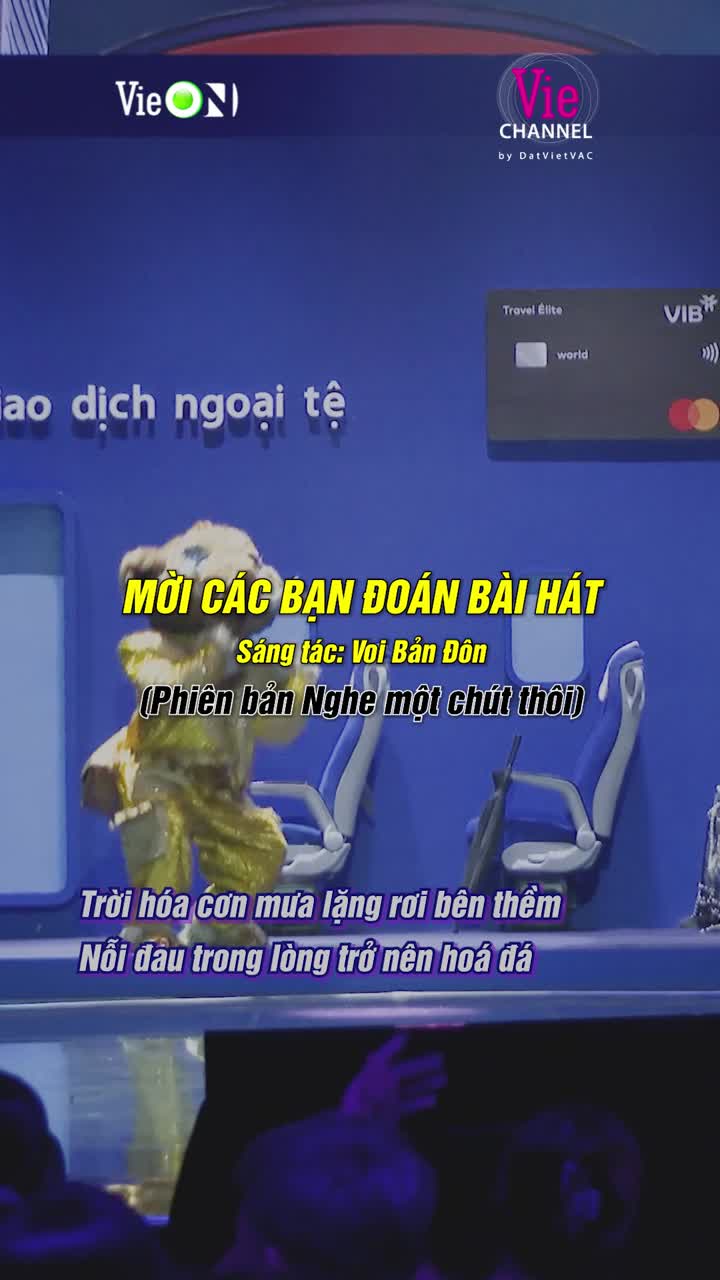 VieON
Vie
CHANNEL
by DatVietVAC
Travel Élite
VIB
world
iao dịch ngoại tệ
MỜI CÁC BẠN ĐOÁN BÀI HÁT
Sáng tác: Voi Bản Đôn
(Phiên bản Nghe một chút thôi)
Trời hóa cơn mưa lặng rơi bên thềm
Nỗi đau trong lòng trở nên hoá đá